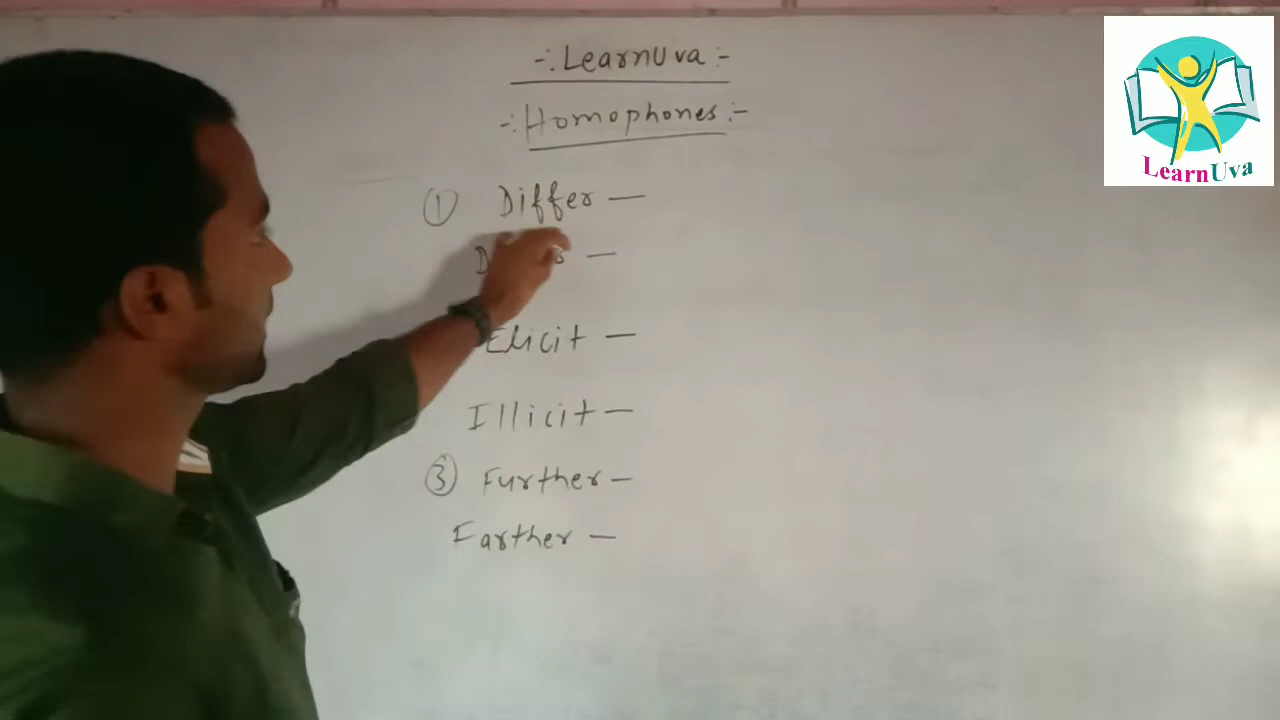 -: LearnUva :-
-: Homophones :-
① Differ —
—
Elicit —
Illicit —
③ Further —
Farther —
LearnUva